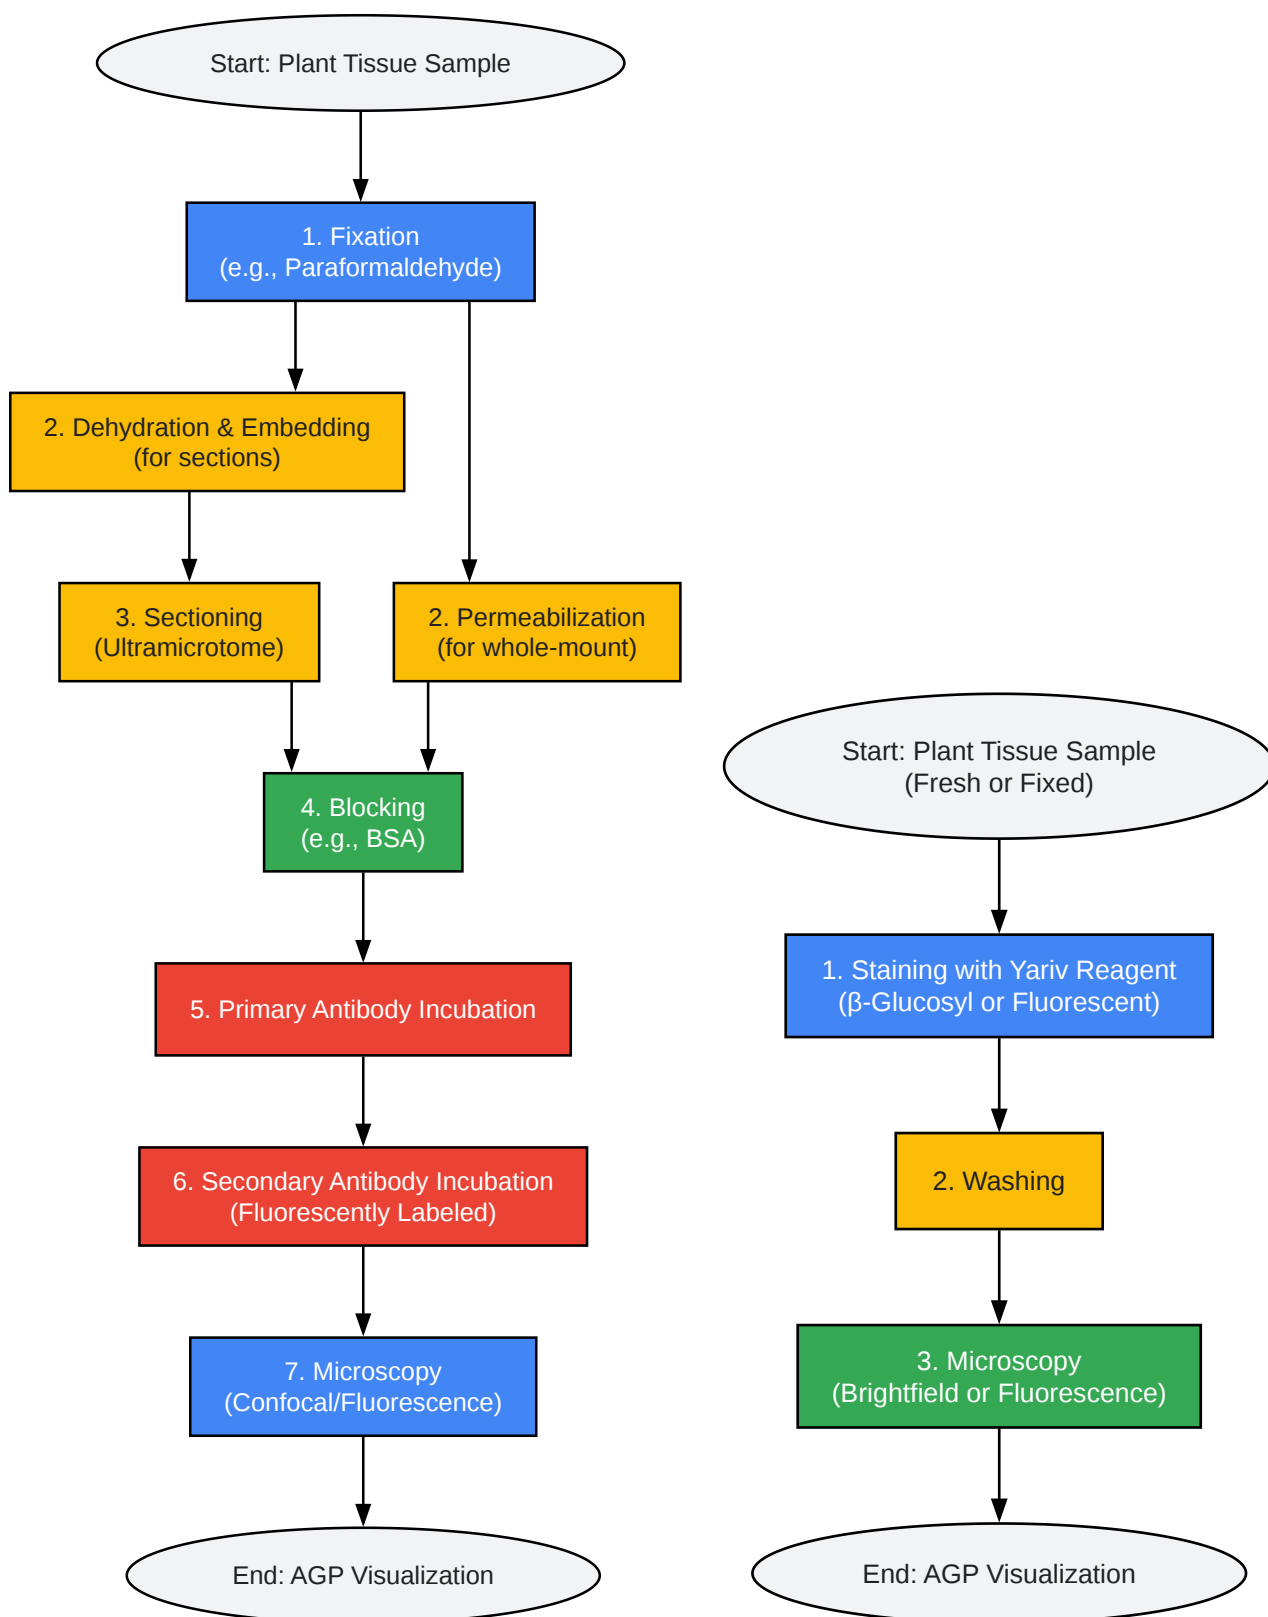 Start: Plant Tissue Sample
1. Fixation
(e.g., Paraformaldehyde)
2. Dehydration & Embedding
(for sections)
3. Sectioning
(Ultramicrotome)
2. Permeabilization
(for whole-mount)
4. Blocking
(e.g., BSA)
5. Primary Antibody Incubation
6. Secondary Antibody Incubation
(Fluorescently Labeled)
7. Microscopy
(Confocal/Fluorescence)
End: AGP Visualization
Start: Plant Tissue Sample
(Fresh or Fixed)
1. Staining with Yariv Reagent
(β-Glucosyl or Fluorescent)
2. Washing
3. Microscopy
(Brightfield or Fluorescence)
End: AGP Visualization